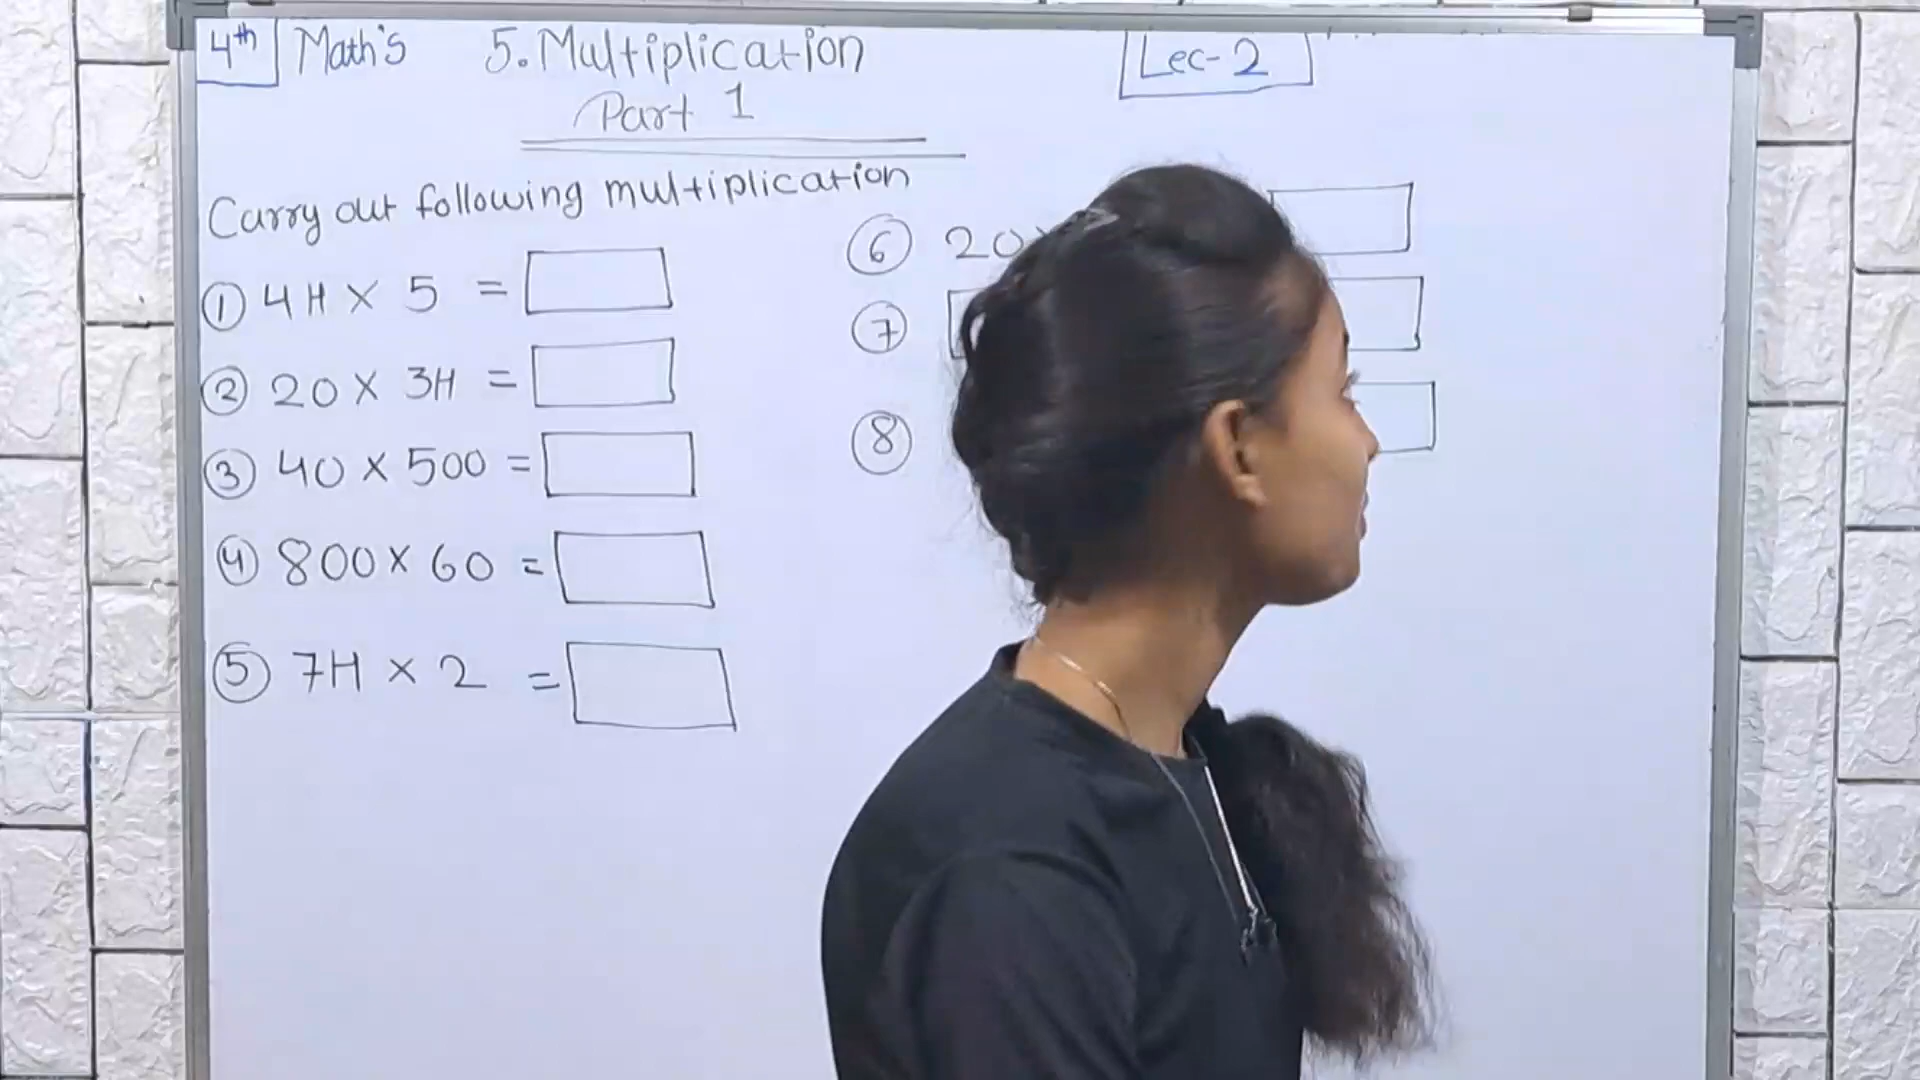 4th Math's 5. Multiplication Lec-2
Part 1
Carry out following multiplication
① 4H × 5 =
② 20 × 3H =
③ 40 × 500 =
④ 800 × 60 =
⑤ 7H × 2 =
⑥ 20
⑦
⑧